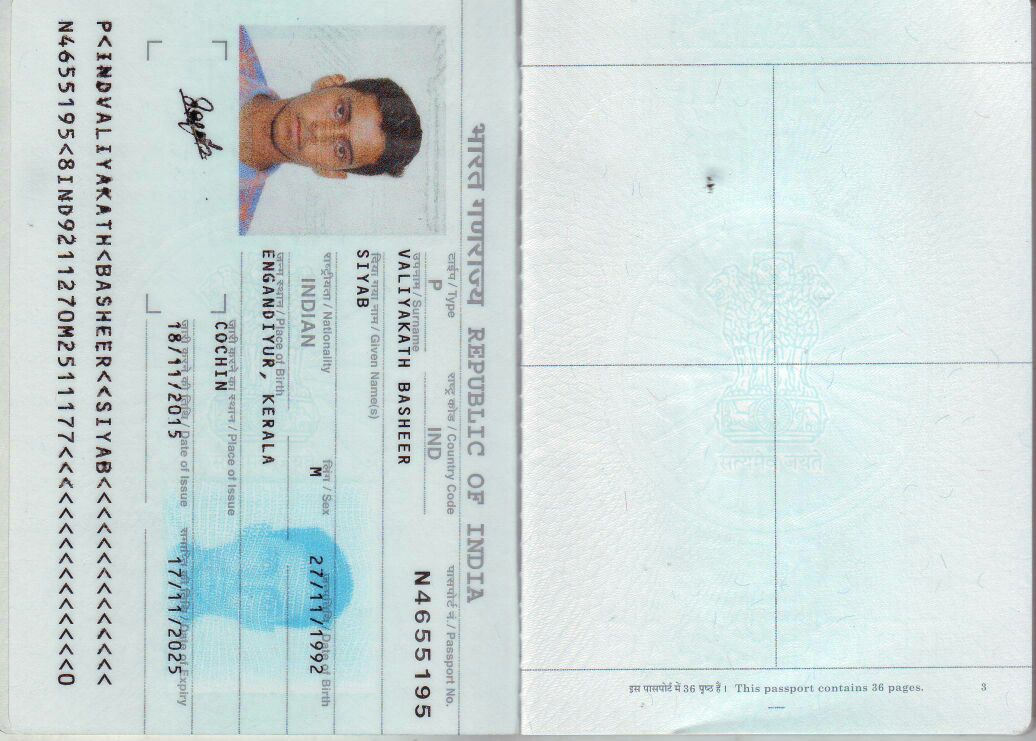 भारत गणराज्य REPUBLIC OF INDIA
टाईप / Type राष्ट्र कोड / Country Code पासपोर्ट नं. / Passport No.
P IND N4655195
उपनाम / Surname
VALIYAKATH BASHEER
दिया गया नाम / Given Name(s)
SIYAB
राष्ट्रीयता / Nationality लिंग / Sex जन्मतिथि / Date of Birth
INDIAN M 27/11/1992
जन्म स्थान / Place of Birth
ENGANDIYUR, KERALA
जारी करने का स्थान / Place of Issue
COCHIN
जारी करने की तिथि / Date of Issue समाप्ति की तिथि / Date of Expiry
18/11/2015 17/11/2025
P<INDVALIYAKATH<BASHEER<<SIYAB<<<<<<<<<<<<<<
N4655195<8IND9211270M2511177<<<<<<<<<<<<<<<0
सत्यमेव जयते
इस पासपोर्ट में 36 पृष्ठ है। This passport contains 36 pages. 3